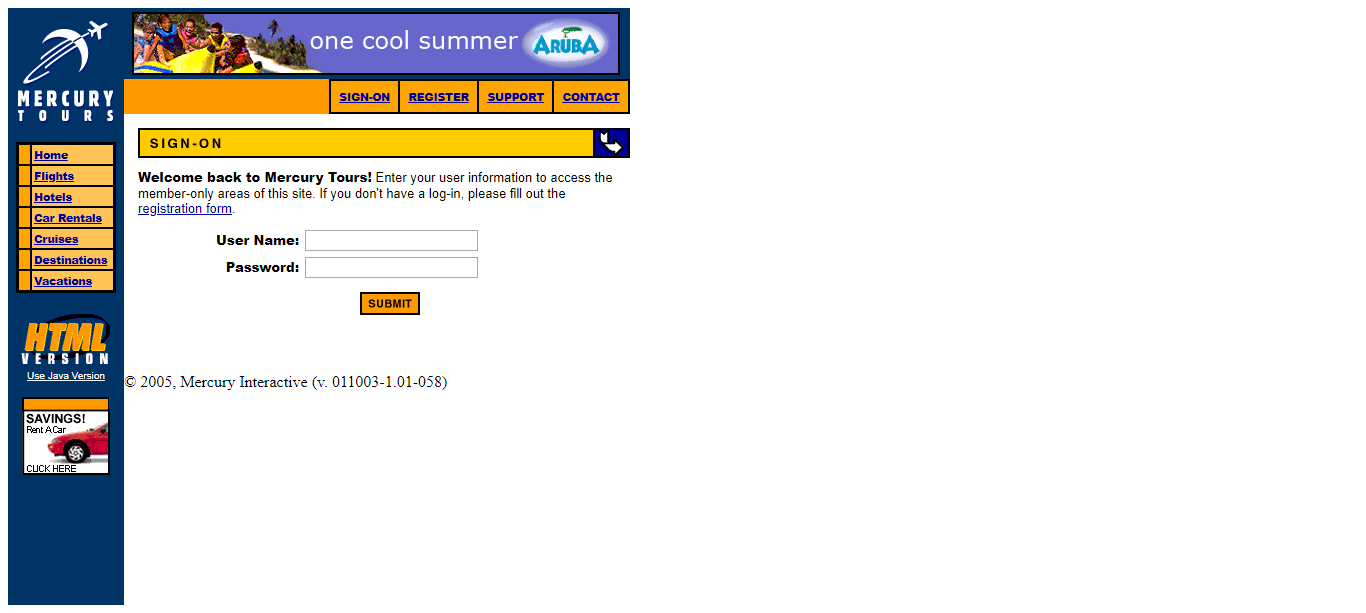 MERCURY
TOURS
one cool summer ARUBA
SIGN-ON REGISTER SUPPORT CONTACT
Home
Flights
Hotels
Car Rentals
Cruises
Destinations
Vacations
HTML
VERSION
Use Java Version
SAVINGS!
Rent A Car
CLICK HERE
SIGN-ON
Welcome back to Mercury Tours! Enter your user information to access the
member-only areas of this site. If you don't have a log-in, please fill out the
registration form.
User Name:
Password:
SUBMIT
© 2005, Mercury Interactive (v. 011003-1.01-058)